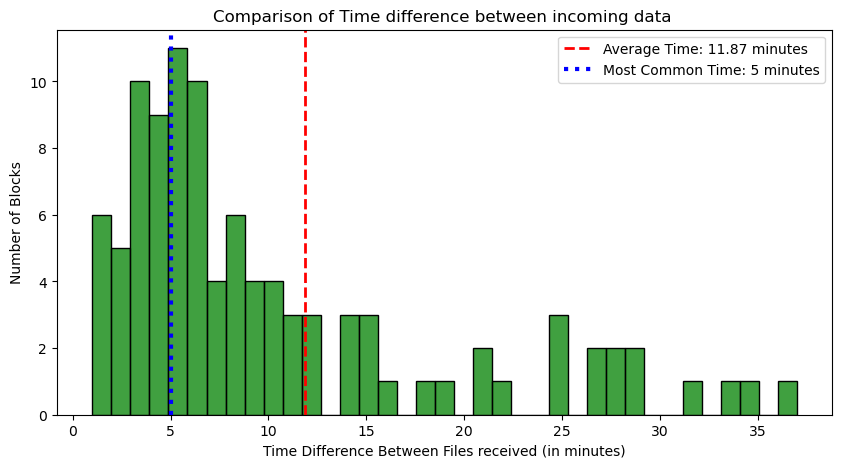 Comparison of Time difference between incoming data
Average Time: 11.87 minutes
Most Common Time: 5 minutes
Number of Blocks
10
8
6
4
2
0
0 5 10 15 20 25 30 35
Time Difference Between Files received (in minutes)